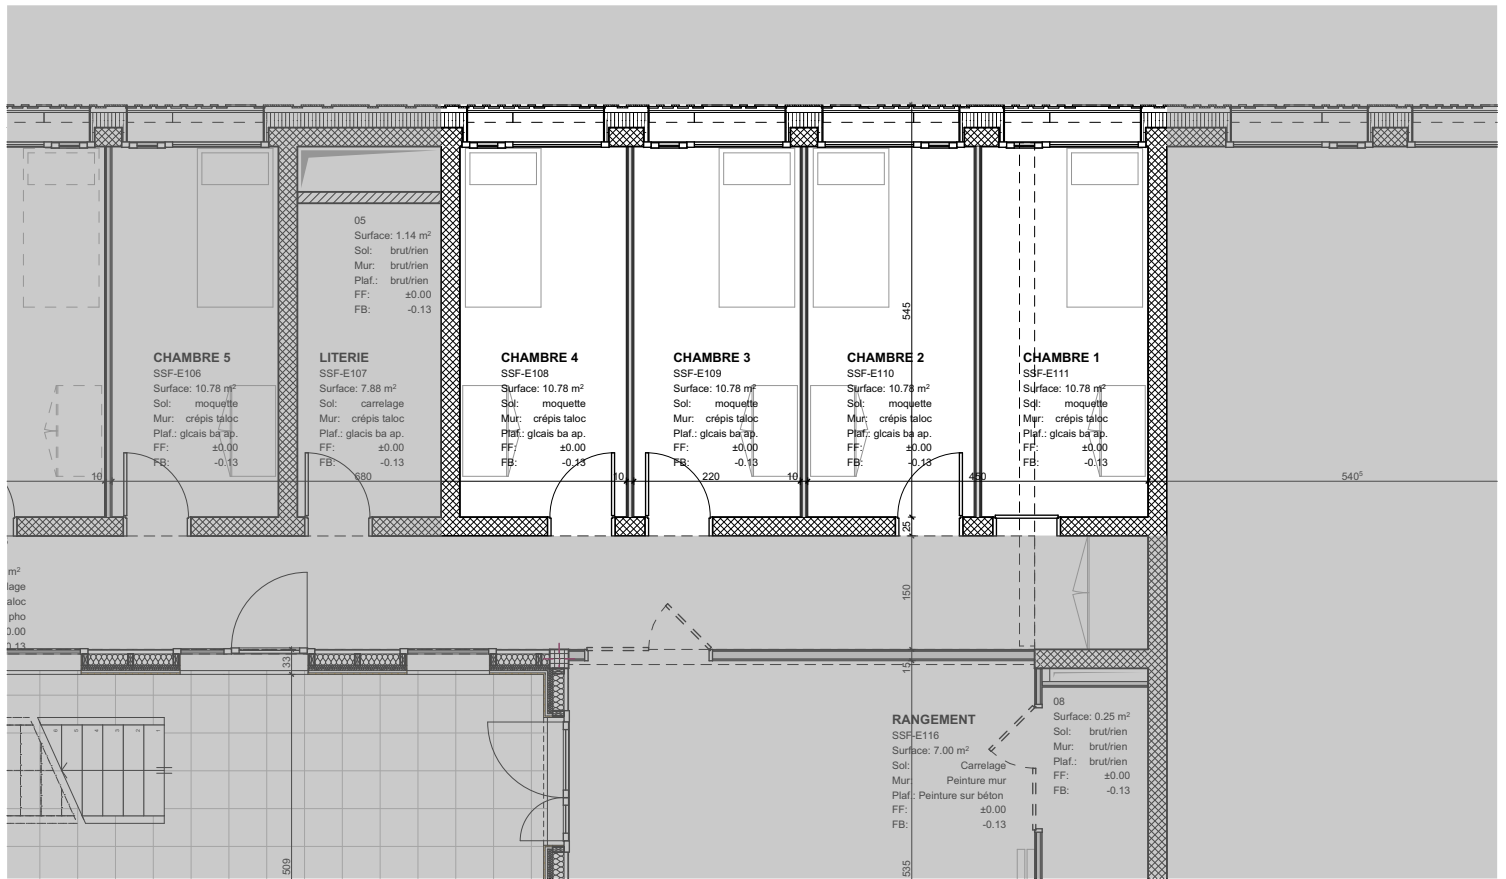 05
Surface: 1.14 m²
Sol: brut/rien
Mur: brut/rien
Plaf.: brut/rien
FF: ±0.00
FB: -0.13
545
CHAMBRE 5
SSF-E106
Surface: 10.78 m²
Sol: moquette
Mur: crépis taloc
Plaf.: glcais ba ap.
FF: ±0.00
FB: -0.13
LITERIE
SSF-E107
Surface: 7.88 m²
Sol: carrelage
Mur: crépis taloc
Plaf.: glacis ba ap.
FF: ±0.00
FB: -0.13
CHAMBRE 4
SSF-E108
Surface: 10.78 m²
Sol: moquette
Mur: crépis taloc
Plaf.: glcais ba ap.
FF: ±0.00
FB: -0.13
CHAMBRE 3
SSF-E109
Surface: 10.78 m²
Sol: moquette
Mur: crépis taloc
Plaf.: glcais ba ap.
FF: ±0.00
FB: -0.13
CHAMBRE 2
SSF-E110
Surface: 10.78 m²
Sol: moquette
Mur: crépis taloc
Plaf.: glcais ba ap.
FF: ±0.00
FB: -0.13
CHAMBRE 1
SSF-E111
Surface: 10.78 m²
Sol: moquette
Mur: crépis taloc
Plaf.: glcais ba ap.
FF: ±0.00
FB: -0.13
10
680
10
220
10
450
540⁵
25
150
15
m²
lage
aloc
pho
0.00
0.13
33
509
RANGEMENT
SSF-E116
Surface: 7.00 m²
Sol: Carrelage
Mur: Peinture mur
Plaf.: Peinture sur béton
FF: ±0.00
FB: -0.13
08
Surface: 0.25 m²
Sol: brut/rien
Mur: brut/rien
Plaf.: brut/rien
FF: ±0.00
FB: -0.13
535